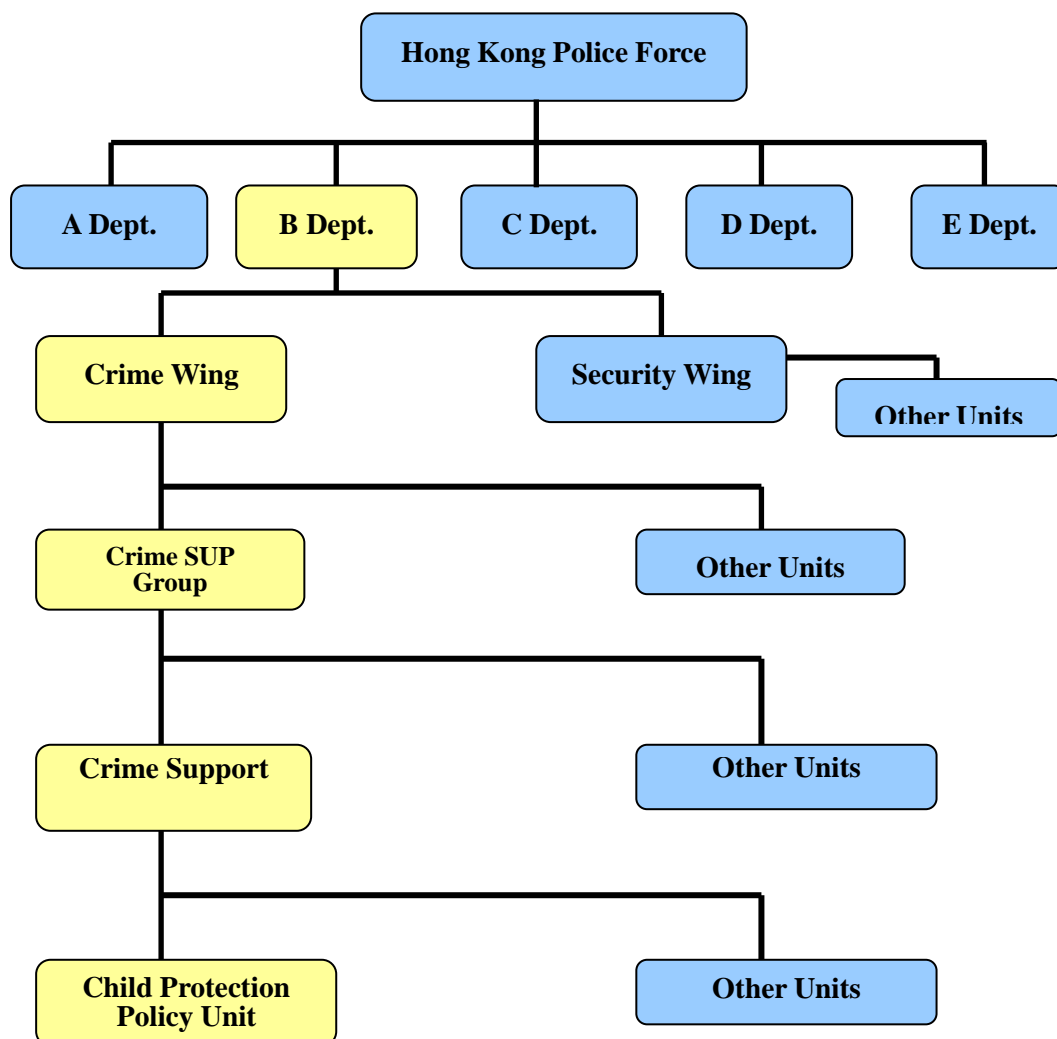 Hong Kong Police Force
A Dept.
B Dept.
C Dept.
D Dept.
E Dept.
Crime Wing
Security Wing
Other Units
Crime SUP
Group
Other Units
Crime Support
Other Units
Child Protection
Policy Unit
Other Units